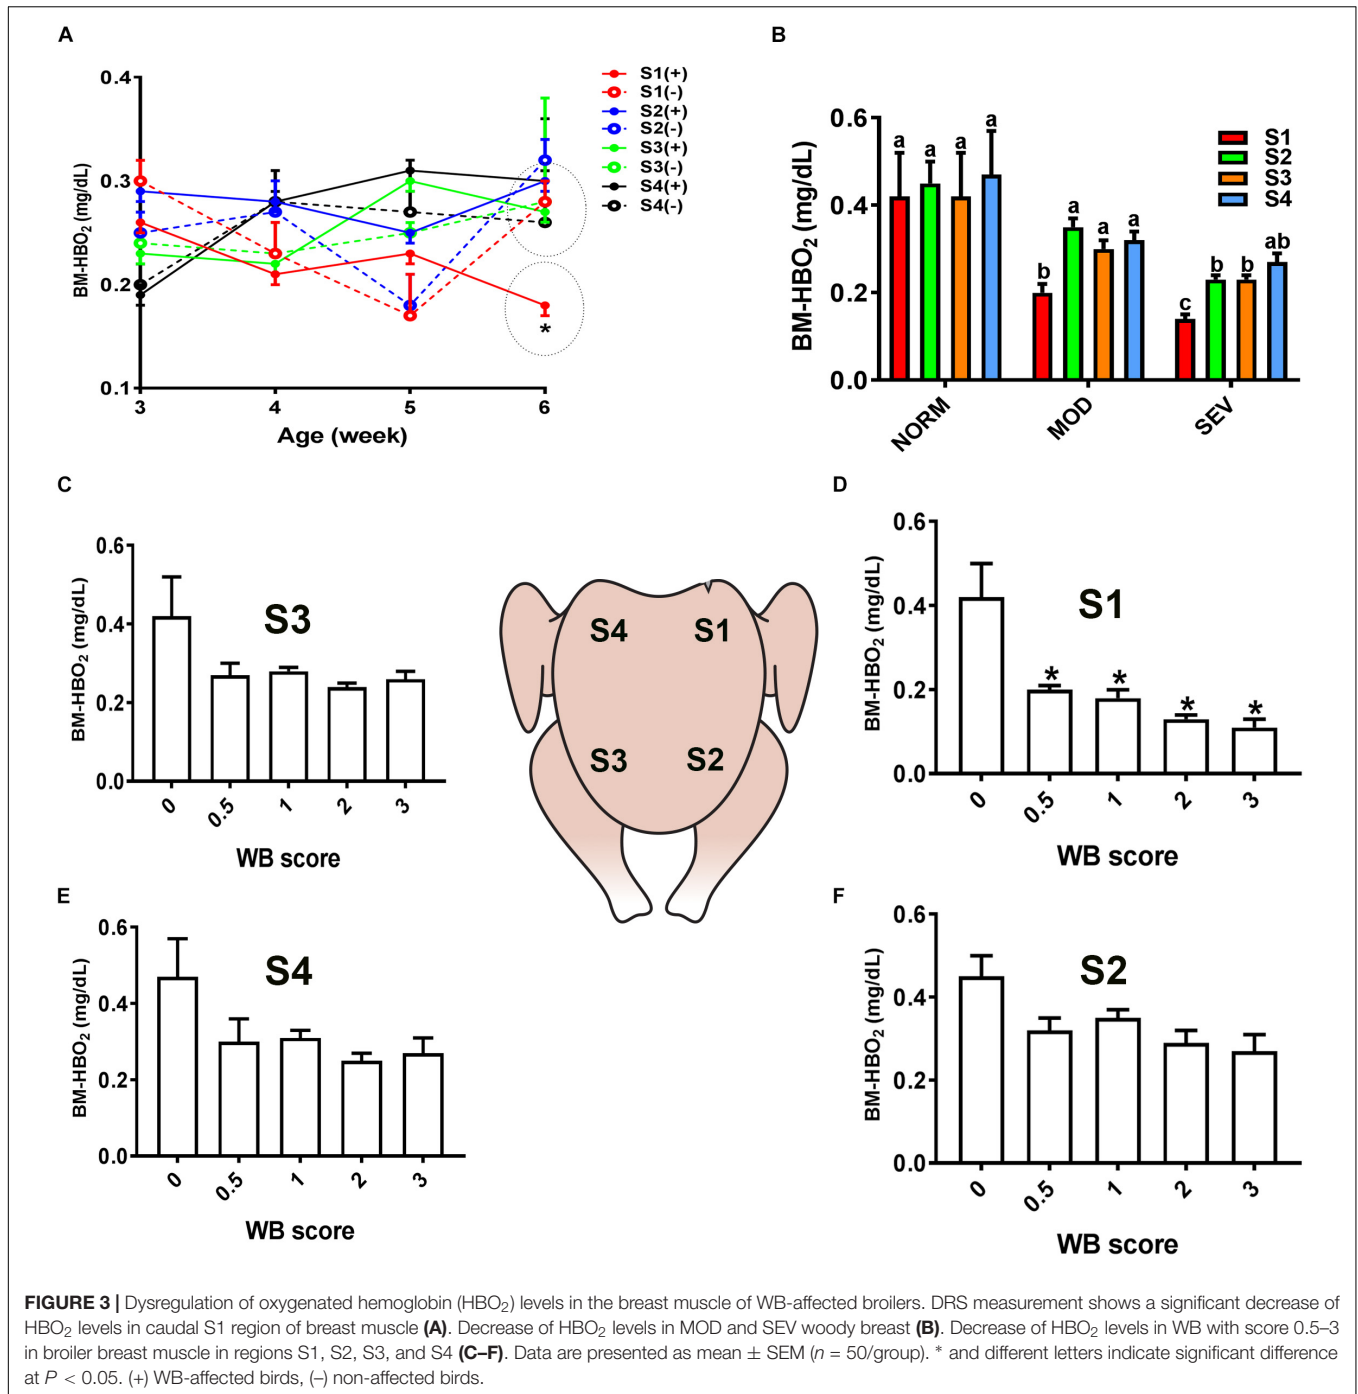 A
BM-HBO2 (mg/dL)
0.4
0.3
0.2
0.1
3 4 5 6
Age (week)
*
S1(+)
S1(-)
S2(+)
S2(-)
S3(+)
S3(-)
S4(+)
S4(-)
B
BM-HBO2 (mg/dL)
0.6
0.4
0.2
0.0
a a a a
b a a a
c b b ab
NORM MOD SEV
S1
S2
S3
S4
C
BM-HBO2 (mg/dL)
0.6
0.4
0.2
0.0
S3
0 0.5 1 2 3
WB score
S4 S1
S3 S2
D
BM-HBO2 (mg/dL)
0.6
0.4
0.2
0.0
S1
* * * *
0 0.5 1 2 3
WB score
E
BM-HBO2 (mg/dL)
0.6
0.4
0.2
0.0
S4
0 0.5 1 2 3
WB score
F
BM-HBO2 (mg/dL)
0.6
0.4
0.2
0.0
S2
0 0.5 1 2 3
WB score
FIGURE 3 | Dysregulation of oxygenated hemoglobin (HBO2) levels in the breast muscle of WB-affected broilers. DRS measurement shows a significant decrease of
HBO2 levels in caudal S1 region of breast muscle (A). Decrease of HBO2 levels in MOD and SEV woody breast (B). Decrease of HBO2 levels in WB with score 0.5–3
in broiler breast muscle in regions S1, S2, S3, and S4 (C–F). Data are presented as mean ± SEM (n = 50/group). * and different letters indicate significant difference
at P < 0.05. (+) WB-affected birds, (–) non-affected birds.